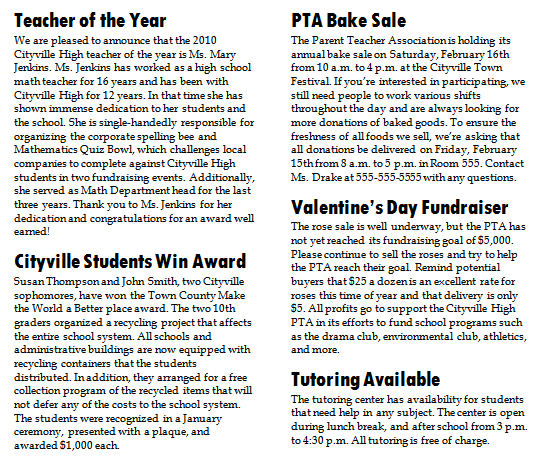 Teacher of the Year
We are pleased to announce that the 2010
Cityville High teacher of the year is Ms. Mary
Jenkins. Ms. Jenkins has worked as a high school
math teacher for 16 years and has been with
Cityville High for 12 years. In that time she has
shown immense dedication to her students and
the school. She is single-handedly responsible for
organizing the corporate spelling bee and
Mathematics Quiz Bowl, which challenges local
companies to complete against Cityville High
students in two fundraising events. Additionally,
she served as Math Department head for the last
three years. Thank you to Ms. Jenkins for her
dedication and congratulations for an award well
earned!
Cityville Students Win Award
Susan Thompson and John Smith, two Cityville
sophomores, have won the Town County Make
the World a Better place award. The two 10th
graders organized a recycling project that affects
the entire school system. All schools and
administrative buildings are now equipped with
recycling containers that the students
distributed. In addition, they arranged for a free
collection program of the recycled items that will
not defer any of the costs to the school system.
The students were recognized in a January
ceremony, presented with a plaque, and
awarded $1,000 each.
PTA Bake Sale
The Parent Teacher Association is holding its
annual bake sale on Saturday, February 16th
from 10 a.m. to 4 p.m. at the Cityville Town
Festival. If you're interested in participating, we
still need people to work various shifts
throughout the day and are always looking for
more donations of baked goods. To ensure the
freshness of all foods we sell, we're asking that
all donations be delivered on Friday, February
15th from 8 a.m. to 5 p.m. in Room 555. Contact
Ms. Drake at 555-555-5555 with any questions.
Valentine's Day Fundraiser
The rose sale is well underway, but the PTA has
not yet reached its fundraising goal of $5,000.
Please continue to sell the roses and try to help
the PTA reach their goal. Remind potential
buyers that $25 a dozen is an excellent rate for
roses this time of year and that delivery is only
$5. All profits go to support the Cityville High
PTA in its efforts to fund school programs such
as the drama club, environmental club, athletics,
and more.
Tutoring Available
The tutoring center has availability for students
that need help in any subject. The center is open
during lunch break, and after school from 3 p.m.
to 4:30 p.m. All tutoring is free of charge.